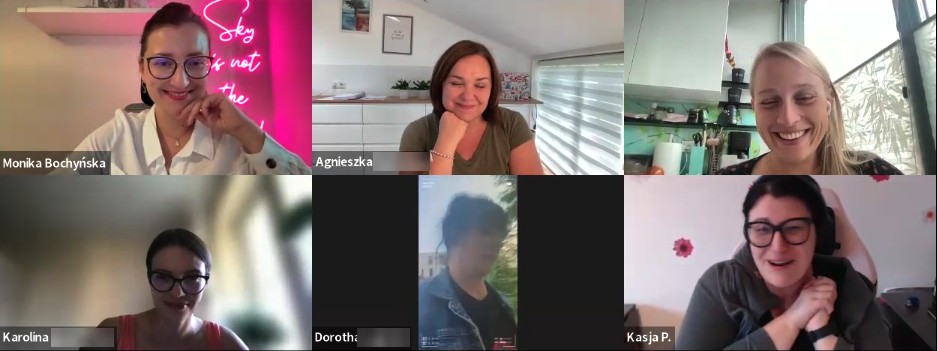 Sky
is not
the
Monika Bochyńska
Agnieszka
Karolina
Dorotha
Kasja P.